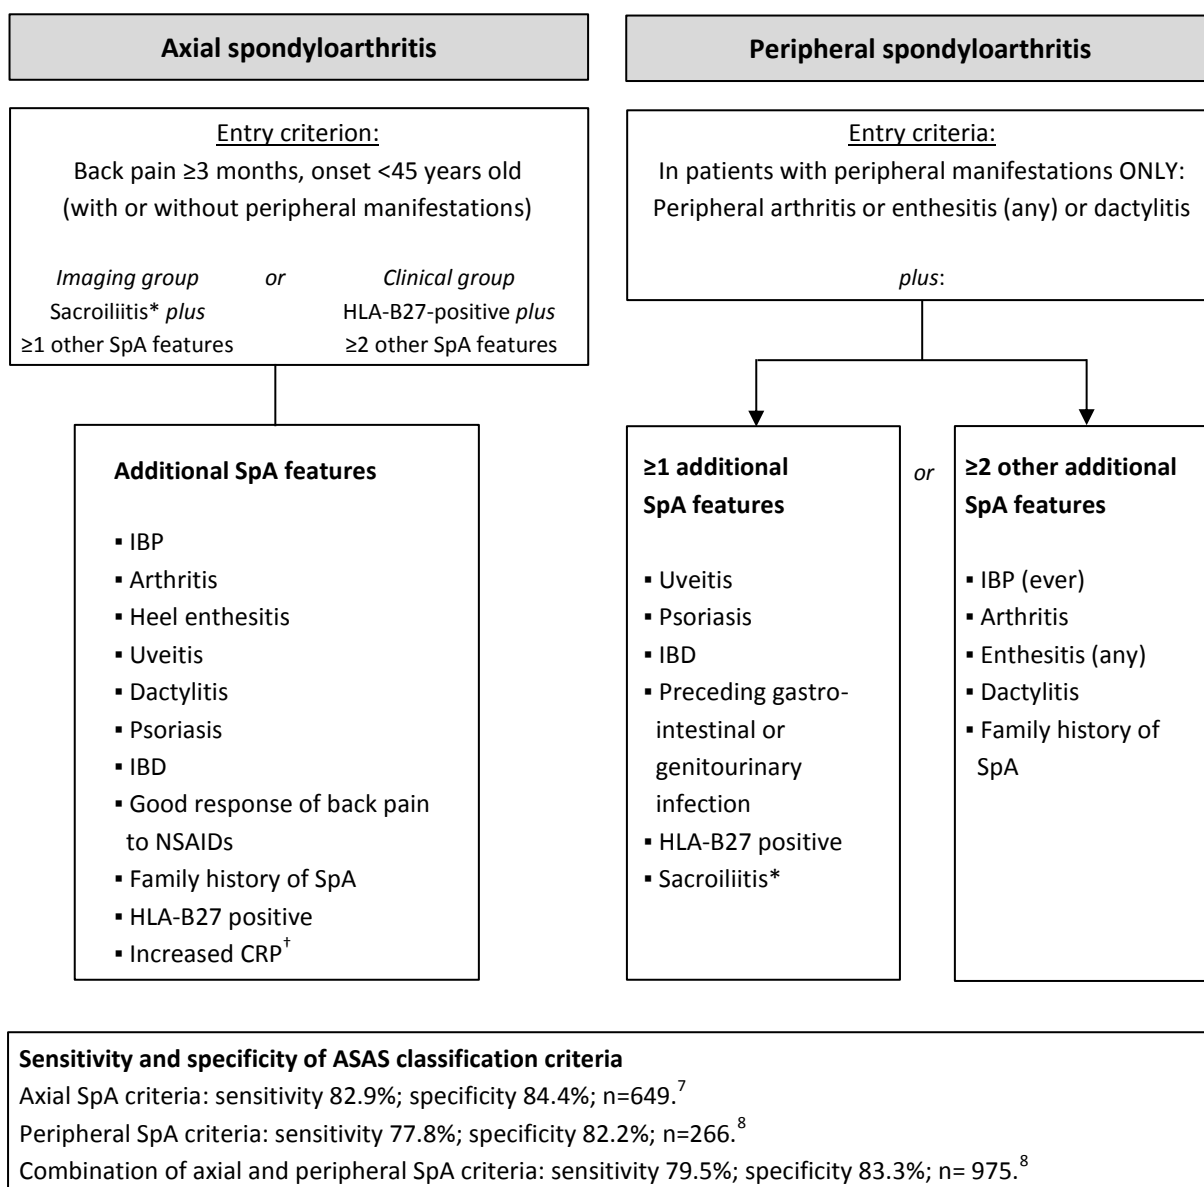 Axial spondyloarthritis
Entry criterion:
Back pain ≥3 months, onset <45 years old
(with or without peripheral manifestations)
Imaging group or Clinical group
Sacroiliitis* plus HLA-B27-positive plus
≥1 other SpA features ≥2 other SpA features
Additional SpA features
▪ IBP
▪ Arthritis
▪ Heel enthesitis
▪ Uveitis
▪ Dactylitis
▪ Psoriasis
▪ IBD
▪ Good response of back pain
to NSAIDs
▪ Family history of SpA
▪ HLA-B27 positive
▪ Increased CRP†
Peripheral spondyloarthritis
Entry criteria:
In patients with peripheral manifestations ONLY:
Peripheral arthritis or enthesitis (any) or dactylitis
plus:
≥1 additional
SpA features
▪ Uveitis
▪ Psoriasis
▪ IBD
▪ Preceding gastro-
intestinal or
genitourinary
infection
▪ HLA-B27 positive
▪ Sacroiliitis*
or
≥2 other additional
SpA features
▪ IBP (ever)
▪ Arthritis
▪ Enthesitis (any)
▪ Dactylitis
▪ Family history of
SpA
Sensitivity and specificity of ASAS classification criteria
Axial SpA criteria: sensitivity 82.9%; specificity 84.4%; n=649.7
Peripheral SpA criteria: sensitivity 77.8%; specificity 82.2%; n=266.8
Combination of axial and peripheral SpA criteria: sensitivity 79.5%; specificity 83.3%; n= 975.8